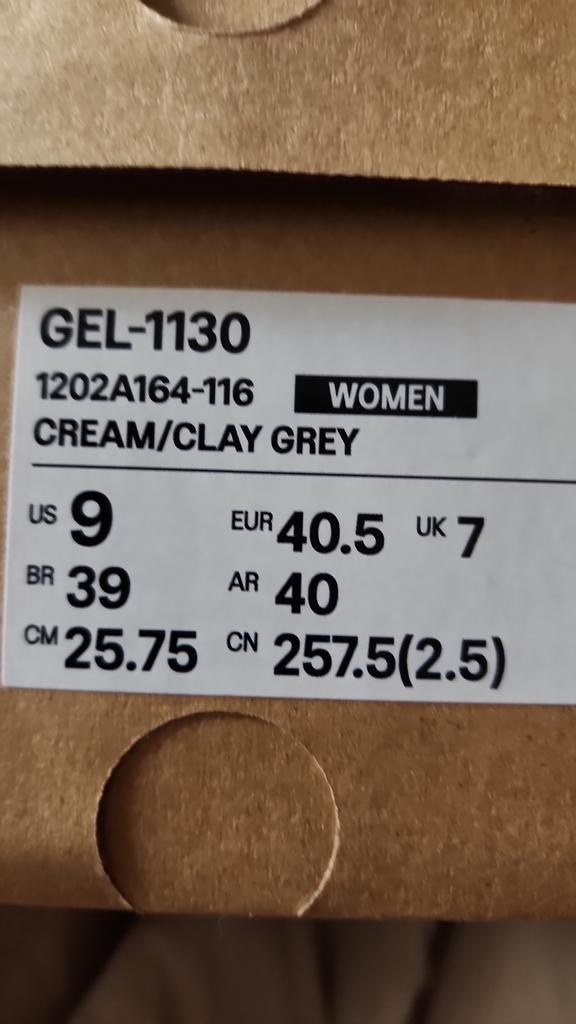 GEL-1130
1202A164-116 WOMEN
CREAM/CLAY GREY
US 9 EUR 40.5 UK 7
BR 39 AR 40
CM 25.75 CN 257.5(2.5)